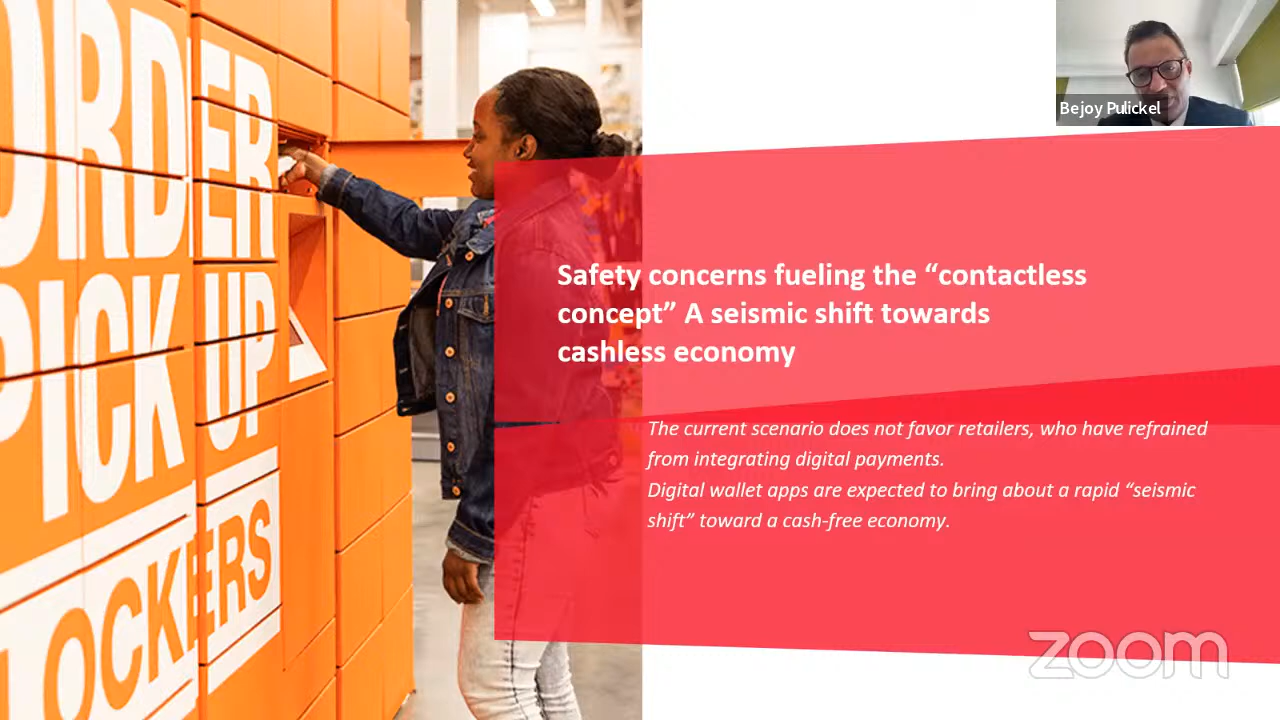 ORDER
PICK UP
LOCKERS
Bejoy Pulickel
Safety concerns fueling the “contactless
concept” A seismic shift towards
cashless economy
The current scenario does not favor retailers, who have refrained
from integrating digital payments.
Digital wallet apps are expected to bring about a rapid “seismic
shift” toward a cash-free economy.
zoom